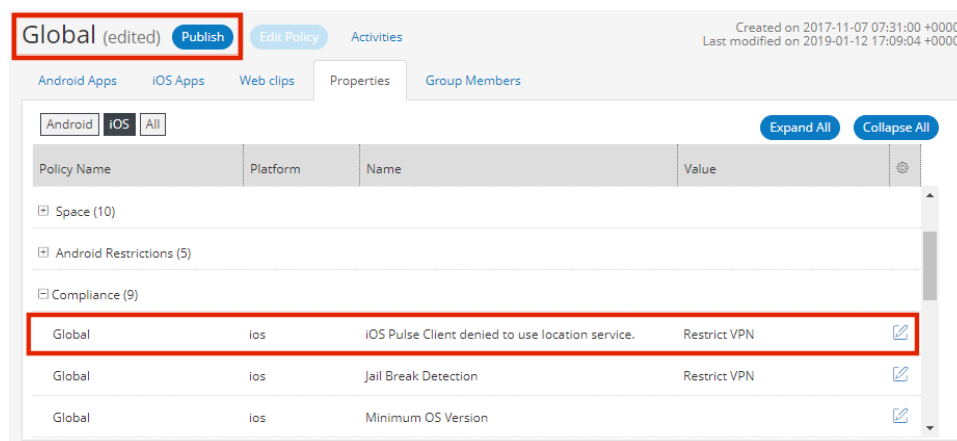 Global (edited) Publish Edit Policy Activities
Created on 2017-11-07 07:31:00 +0000
Last modified on 2019-01-12 17:09:04 +0000
Android Apps iOS Apps Web clips Properties Group Members
Android iOS All Expand All Collapse All
Policy Name Platform Name Value
Space (10)
Android Restrictions (5)
Compliance (9)
Global ios iOS Pulse Client denied to use location service. Restrict VPN
Global ios Jail Break Detection Restrict VPN
Global ios Minimum OS Version